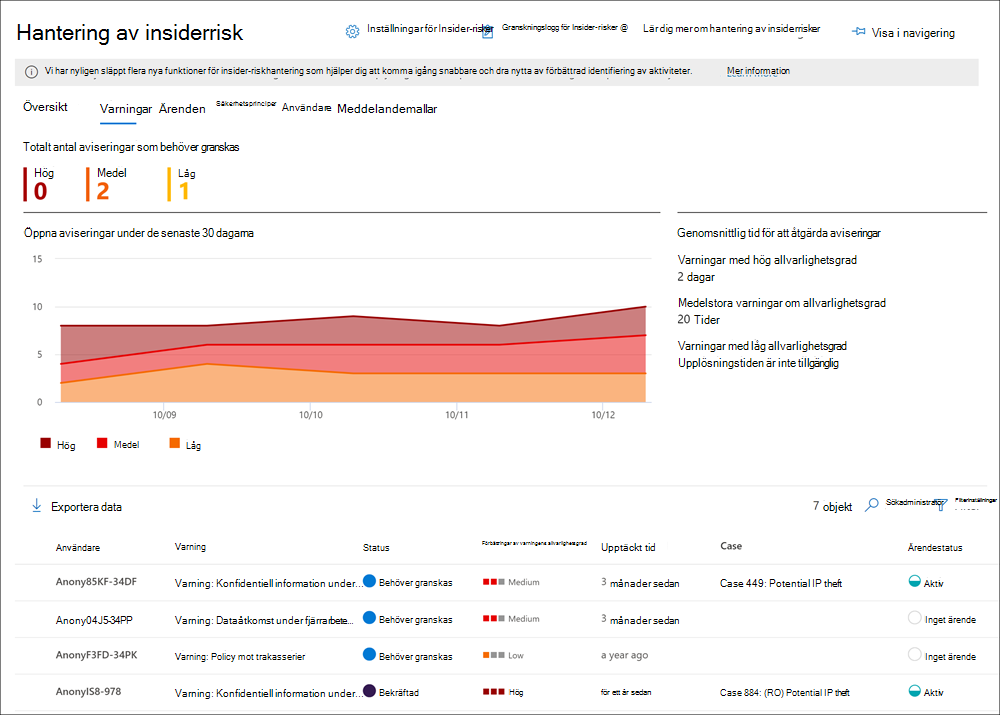 Hantering av insiderrisk
Inställningar för Insider-risker
Granskningslogg för Insider-risker @
Lär dig mer om hantering av insiderrisker
Visa i navigering
Vi har nyligen släppt flera nya funktioner för insider-riskhantering som hjälper dig att komma igång snabbare och dra nytta av förbättrad identifiering av aktiviteter. Mer information
Översikt Varningar Ärenden Säkerhetsprinciper Användare Meddelandemallar
Totalt antal aviseringar som behöver granskas
Hög Medel Låg
0 2 1
Öppna aviseringar under de senaste 30 dagarna
15
10
5
0
10/09 10/10 10/11 10/12
Hög Medel Låg
Genomsnittlig tid för att åtgärda aviseringar
Varningar med hög allvarlighetsgrad
2 dagar
Medelstora varningar om allvarlighetsgrad
20 Tider
Varningar med låg allvarlighetsgrad
Upplösningstiden är inte tillgänglig
Exportera data 7 objekt Sökadministratör Filterinställningar
Användare Varning Status Förbättringar av varningens allvarlighetsgrad Upptäckt tid Case Ärendestatus
Anony85KF-34DF Varning: Konfidentiell information under... Behöver granskas Medium 3 månader sedan Case 449: Potential IP theft Aktiv
Anony04J5-34PP Varning: Dataåtkomst under fjärrarbete... Behöver granskas Medium 3 månader sedan Inget ärende
AnonyF3FD-34PK Varning: Policy mot trakasserier Behöver granskas Low a year ago Inget ärende
AnonyIS8-978 Varning: Konfidentiell information under... Bekräftad Hög för ett år sedan Case 884: (RO) Potential IP theft Aktiv